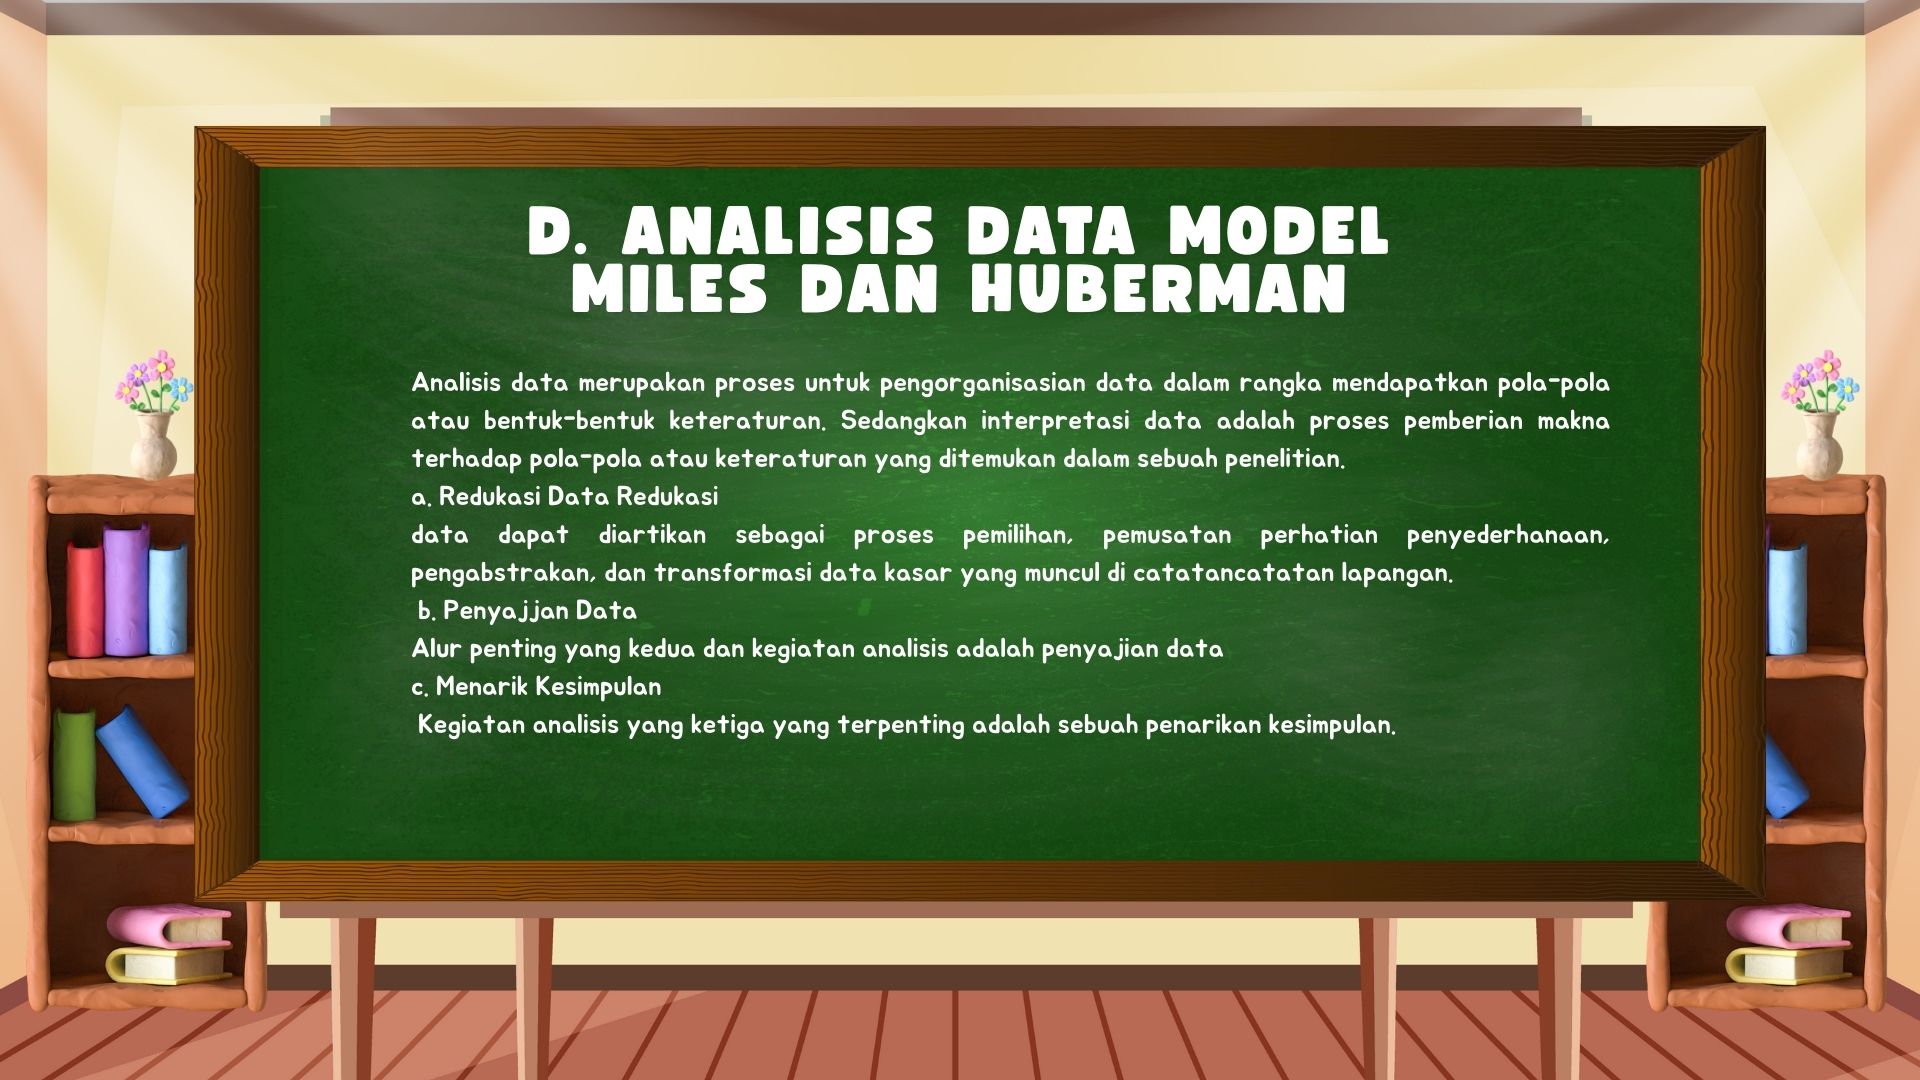 D. ANALISIS DATA MODEL
MILES DAN HUBERMAN
Analisis data merupakan proses untuk pengorganisasian data dalam rangka mendapatkan pola-pola
atau bentuk-bentuk keteraturan. Sedangkan interpretasi data adalah proses pemberian makna
terhadap pola-pola atau keteraturan yang ditemukan dalam sebuah penelitian.
a. Redukasi Data Redukasi
data dapat diartikan sebagai proses pemilihan, pemusatan perhatian penyederhanaan,
pengabstrakan, dan transformasi data kasar yang muncul di catatancatatan lapangan.
b. Penyajjan Data
Alur penting yang kedua dan kegiatan analisis adalah penyajian data
c. Menarik Kesimpulan
Kegiatan analisis yang ketiga yang terpenting adalah sebuah penarikan kesimpulan.